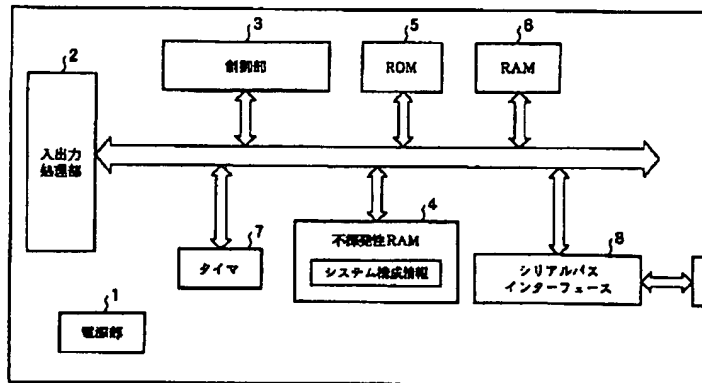 3
5
6
2
制御部
ROM
RAM
入出力
処理部
7
4
8
タイマ
不揮発性RAM
システム構成情報
シリアルバス
インターフェース
1
電源部